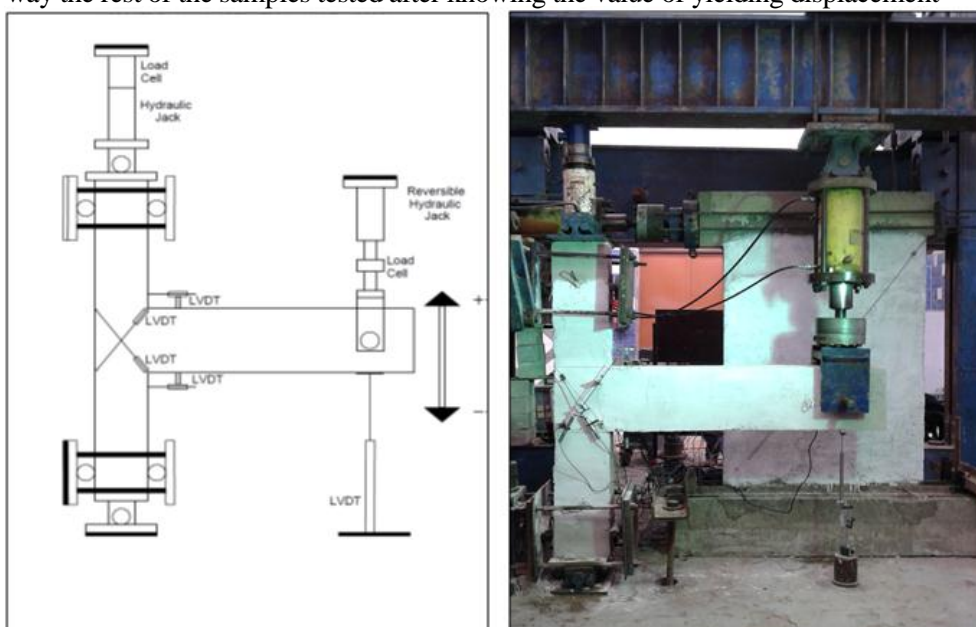 way the rest of the samples tested after knowing the value of yielding displacement
Load
Cell
Hydraulic
Jack
Reversible
Hydraulic
Jack
Load
Cell
LVDT
+
LVDT
LVDT
LVDT
-
LVDT